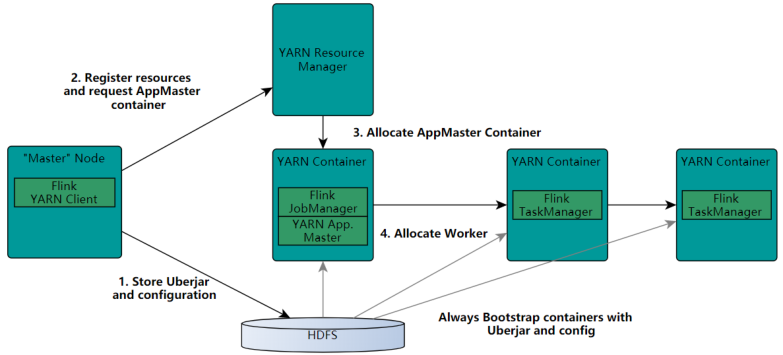 YARN Resource
Manager
2. Register resources
and request AppMaster
container
3. Allocate AppMaster Container
"Master" Node
Flink
YARN Client
YARN Container
Flink
JobManager
YARN App.
Master
YARN Container
Flink
TaskManager
YARN Container
Flink
TaskManager
4. Allocate Worker
1. Store Uberjar
and configuration
Always Bootstrap containers with
Uberjar and config
HDFS